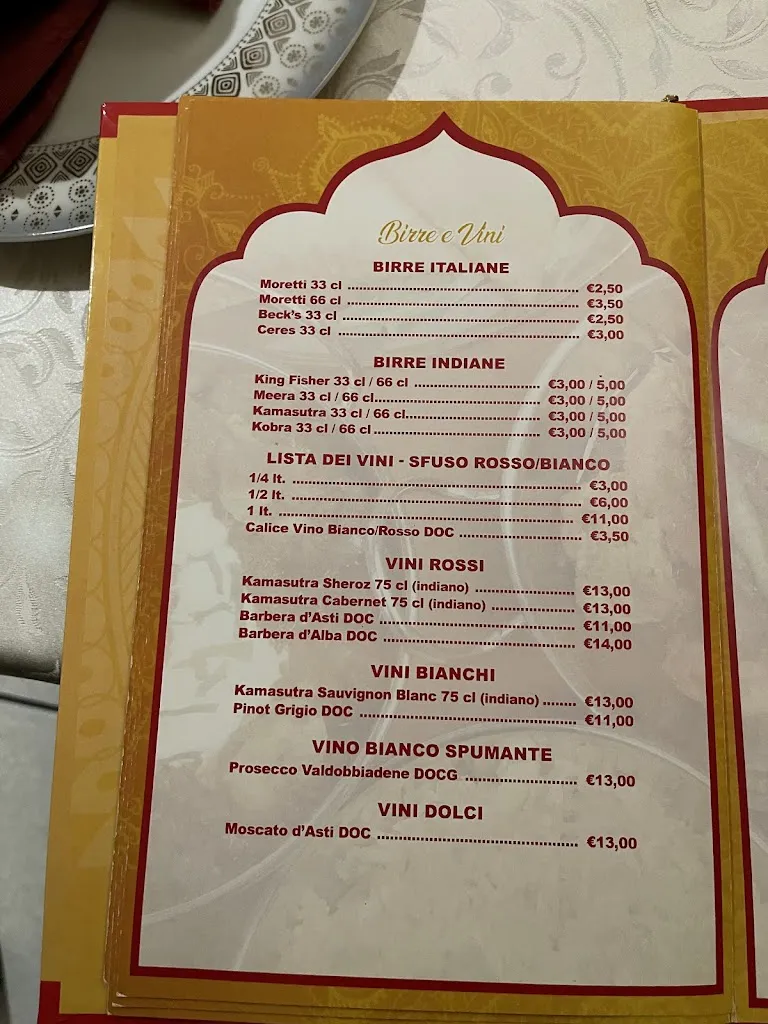 Birre e Vini
BIRRE ITALIANE
Moretti 33 cl ........ €2,50
Moretti 66 cl ........ €3,50
Beck's 33 cl ........ €2,50
Ceres 33 cl ........ €3,00
BIRRE INDIANE
King Fisher 33 cl / 66 cl ........ €3,00 / 5,00
Meera 33 cl / 66 cl........ €3,00 / 5,00
Kamasutra 33 cl / 66 cl........ €3,00 / 5,00
Kobra 33 cl / 66 cl........ €3,00 / 5,00
LISTA DEI VINI - SFUSO ROSSO/BIANCO
1/4 lt. ........ €3,00
1/2 lt. ........ €6,00
1 lt. ........ €11,00
Calice Vino Bianco/Rosso DOC ........ €3,50
VINI ROSSI
Kamasutra Sheroz 75 cl (indiano) ........ €13,00
Kamasutra Cabernet 75 cl (indiano) ........ €13,00
Barbera d'Asti DOC ........ €11,00
Barbera d'Alba DOC ........ €14,00
VINI BIANCHI
Kamasutra Sauvignon Blanc 75 cl (indiano) ........ €13,00
Pinot Grigio DOC ........ €11,00
VINO BIANCO SPUMANTE
Prosecco Valdobbiadene DOCG ........ €13,00
VINI DOLCI
Moscato d'Asti DOC ........ €13,00